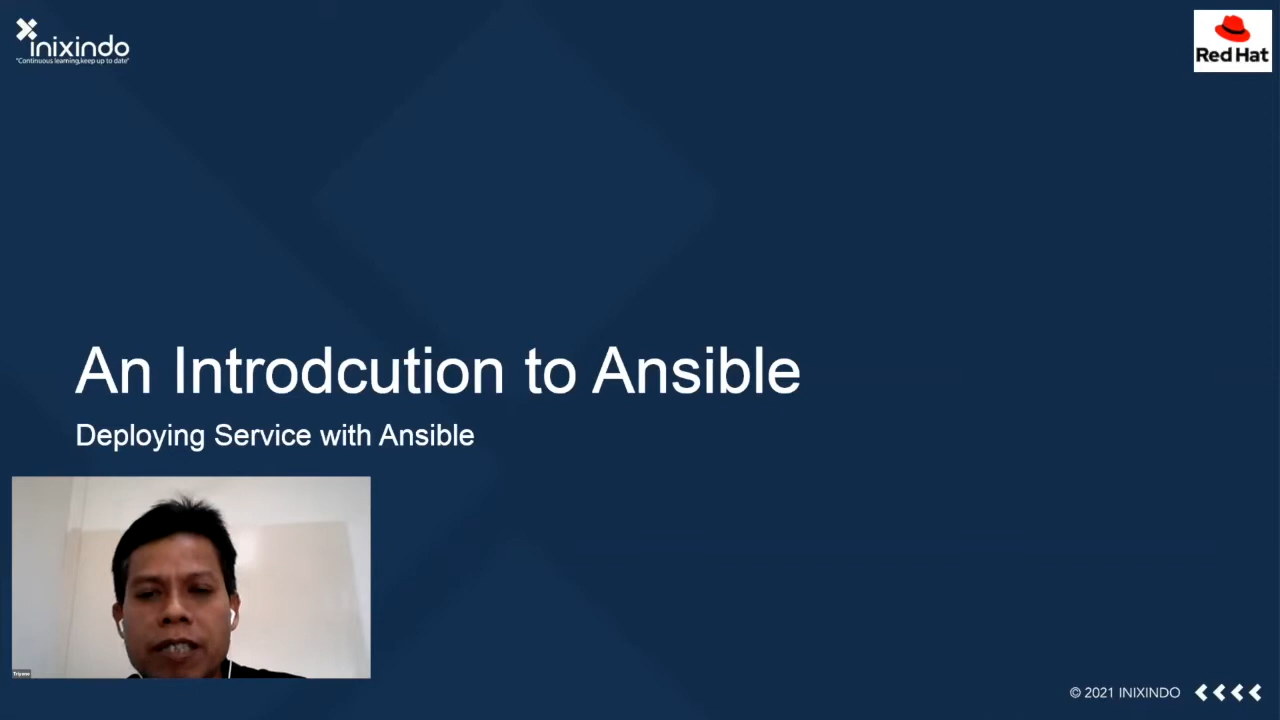 inixindo
"Continuous learning,keep up to date"
Red Hat
An Introdcution to Ansible
Deploying Service with Ansible
Triyono
© 2021 INIXINDO